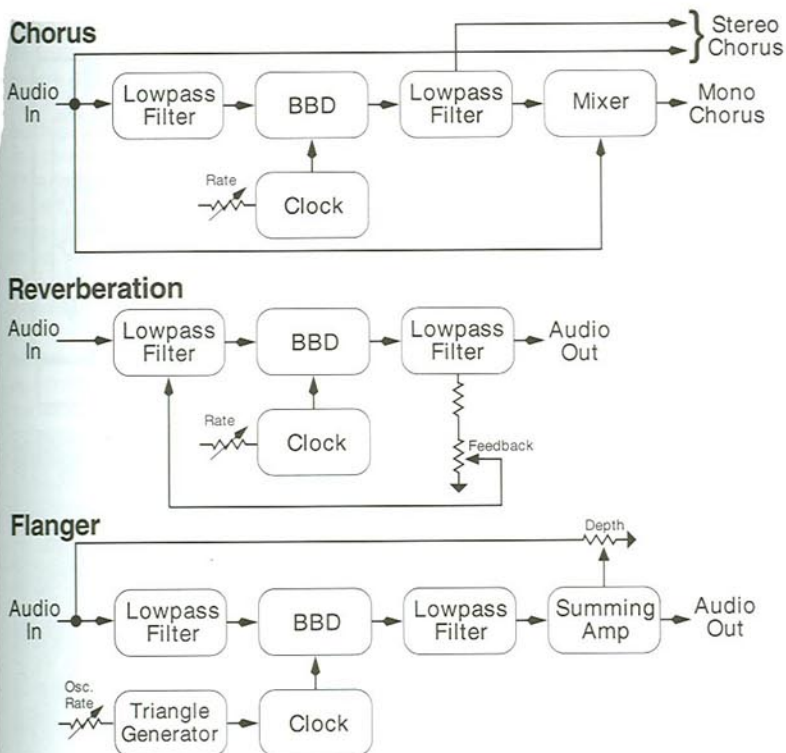 Chorus
Stereo
Chorus
Audio
In
Lowpass
Filter
BBD
Lowpass
Filter
Mixer
Mono
Chorus
Rate
Clock
Reverberation
Audio
In
Lowpass
Filter
BBD
Lowpass
Filter
Audio
Out
Rate
Clock
Feedback
Flanger
Depth
Audio
In
Lowpass
Filter
BBD
Lowpass
Filter
Summing
Amp
Audio
Out
Osc.
Rate
Triangle
Generator
Clock